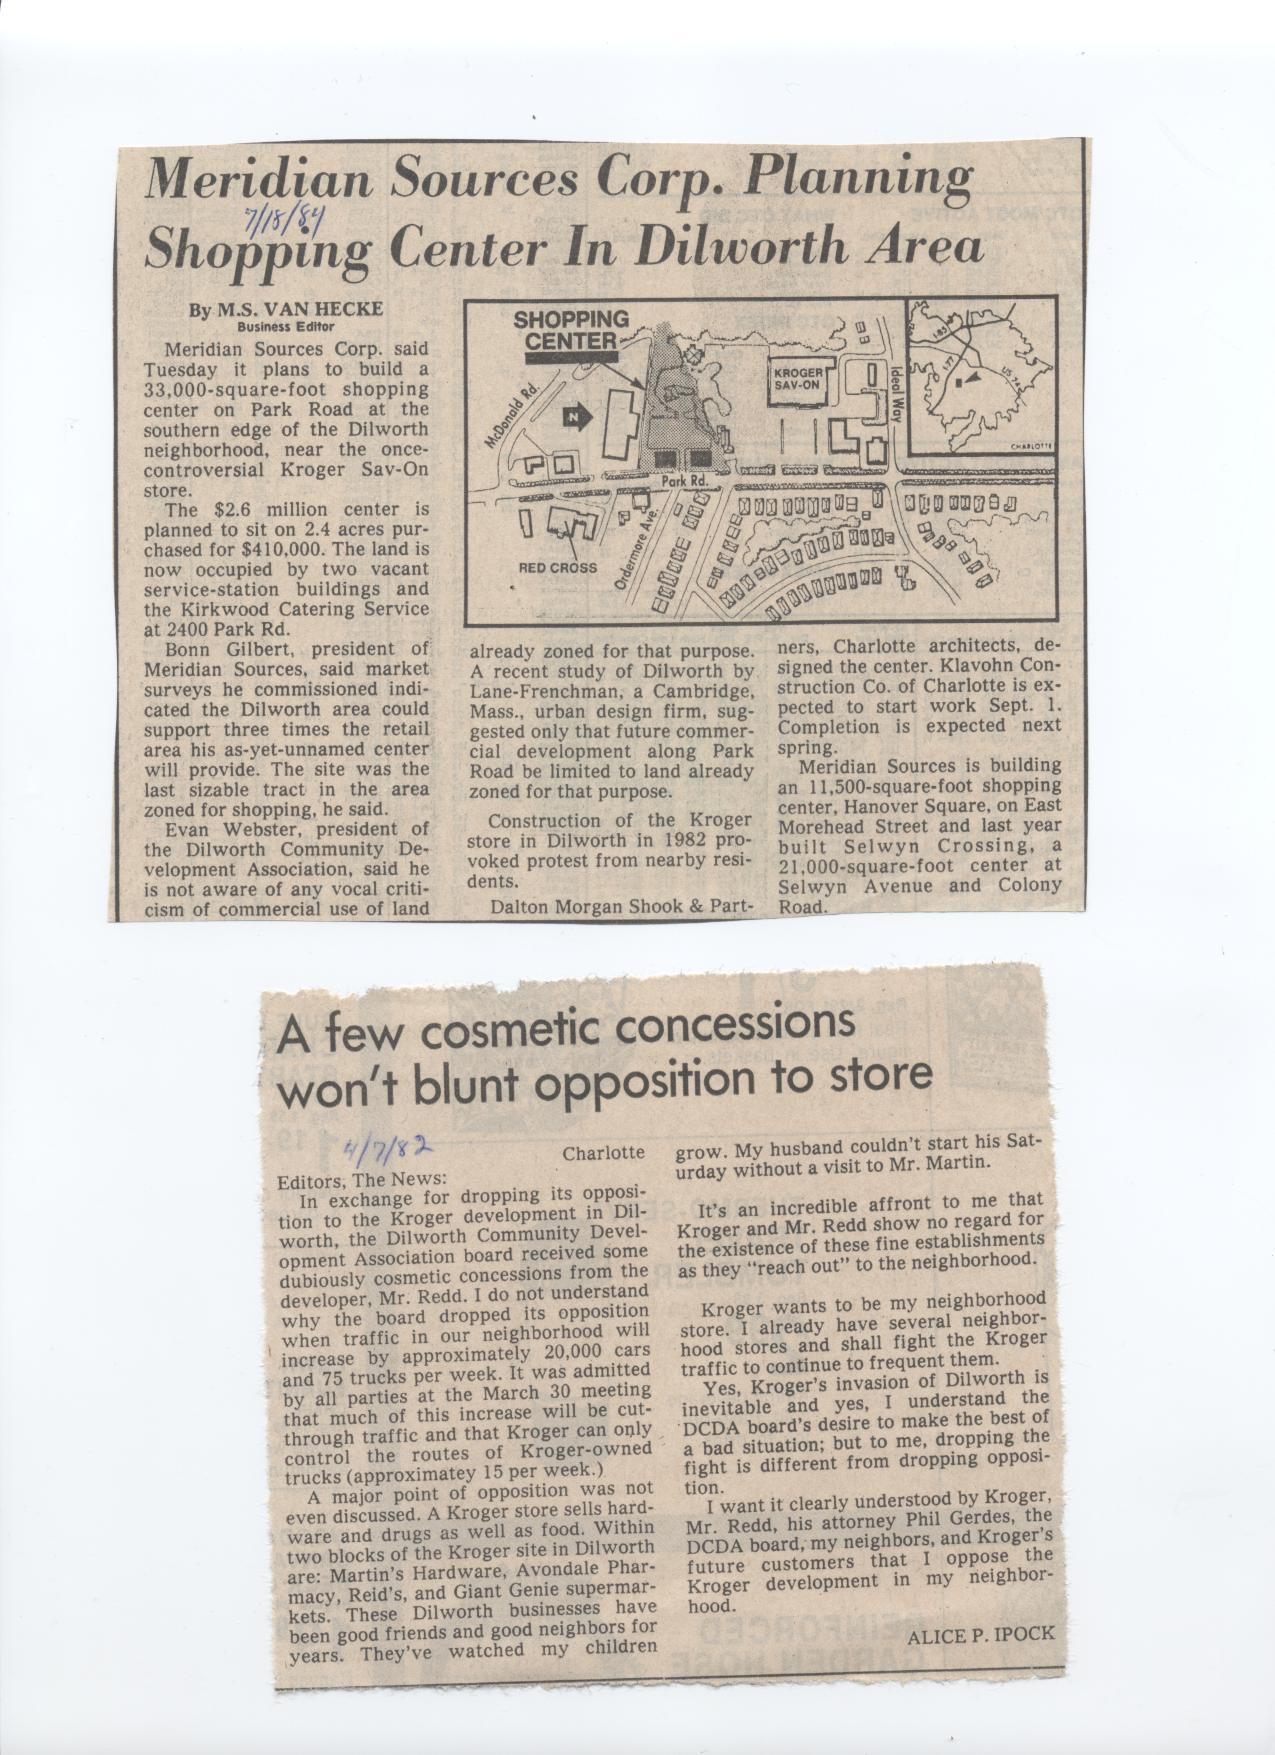 Meridian Sources Corp. Planning
7/18/84
Shopping Center In Dilworth Area
By M.S. VAN HECKE
Business Editor
Meridian Sources Corp. said
Tuesday it plans to build a
33,000-square-foot shopping
center on Park Road at the
southern edge of the Dilworth
neighborhood, near the once-
controversial Kroger Sav-On
store.
The $2.6 million center is
planned to sit on 2.4 acres pur-
chased for $410,000. The land is
now occupied by two vacant
service-station buildings and
the Kirkwood Catering Service
at 2400 Park Rd.
Bonn Gilbert, president of
Meridian Sources, said market
surveys he commissioned indi-
cated the Dilworth area could
support three times the retail
area his as-yet-unnamed center
will provide. The site was the
last sizable tract in the area
zoned for shopping, he said.
Evan Webster, president of
the Dilworth Community De-
velopment Association, said he
is not aware of any vocal criti-
cism of commercial use of land
SHOPPING
CENTER
McDonald Rd.
N
KROGER
SAV-ON
Ideal Way
I-85
I-77
US 74
CHARLOTTE
Park Rd.
RED CROSS
Ordermore Ave.
already zoned for that purpose.
A recent study of Dilworth by
Lane-Frenchman, a Cambridge,
Mass., urban design firm, sug-
gested only that future commer-
cial development along Park
Road be limited to land already
zoned for that purpose.
Construction of the Kroger
store in Dilworth in 1982 pro-
voked protest from nearby resi-
dents.
Dalton Morgan Shook & Part-
ners, Charlotte architects, de-
signed the center. Klavohn Con-
struction Co. of Charlotte is ex-
pected to start work Sept. 1.
Completion is expected next
spring.
Meridian Sources is building
an 11,500-square-foot shopping
center, Hanover Square, on East
Morehead Street and last year
built Selwyn Crossing, a
21,000-square-foot center at
Selwyn Avenue and Colony
Road.
A few cosmetic concessions
won't blunt opposition to store
4/7/82
Charlotte
Editors, The News:
In exchange for dropping its opposi-
tion to the Kroger development in Dil-
worth, the Dilworth Community Devel-
opment Association board received some
dubiously cosmetic concessions from the
developer, Mr. Redd. I do not understand
why the board dropped its opposition
when traffic in our neighborhood will
increase by approximately 20,000 cars
and 75 trucks per week. It was admitted
by all parties at the March 30 meeting
that much of this increase will be cut-
through traffic and that Kroger can only
control the routes of Kroger-owned
trucks (approximatey 15 per week.)
A major point of opposition was not
even discussed. A Kroger store sells hard-
ware and drugs as well as food. Within
two blocks of the Kroger site in Dilworth
are: Martin's Hardware, Avondale Phar-
macy, Reid's, and Giant Genie supermar-
kets. These Dilworth businesses have
been good friends and good neighbors for
years. They've watched my children
grow. My husband couldn't start his Sat-
urday without a visit to Mr. Martin.
It's an incredible affront to me that
Kroger and Mr. Redd show no regard for
the existence of these fine establishments
as they "reach out" to the neighborhood.
Kroger wants to be my neighborhood
store. I already have several neighbor-
hood stores and shall fight the Kroger
traffic to continue to frequent them.
Yes, Kroger's invasion of Dilworth is
inevitable and yes, I understand the
DCDA board's desire to make the best of
a bad situation; but to me, dropping the
fight is different from dropping opposi-
tion.
I want it clearly understood by Kroger,
Mr. Redd, his attorney Phil Gerdes, the
DCDA board, my neighbors, and Kroger's
future customers that I oppose the
Kroger development in my neighbor-
hood.
ALICE P. IPOCK